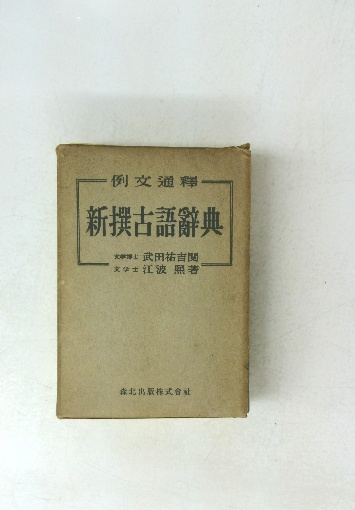 例文通釋
新撰古語辭典
文学博士 武田祐吉閲
文学士 江波熙著
森北出版株式會社